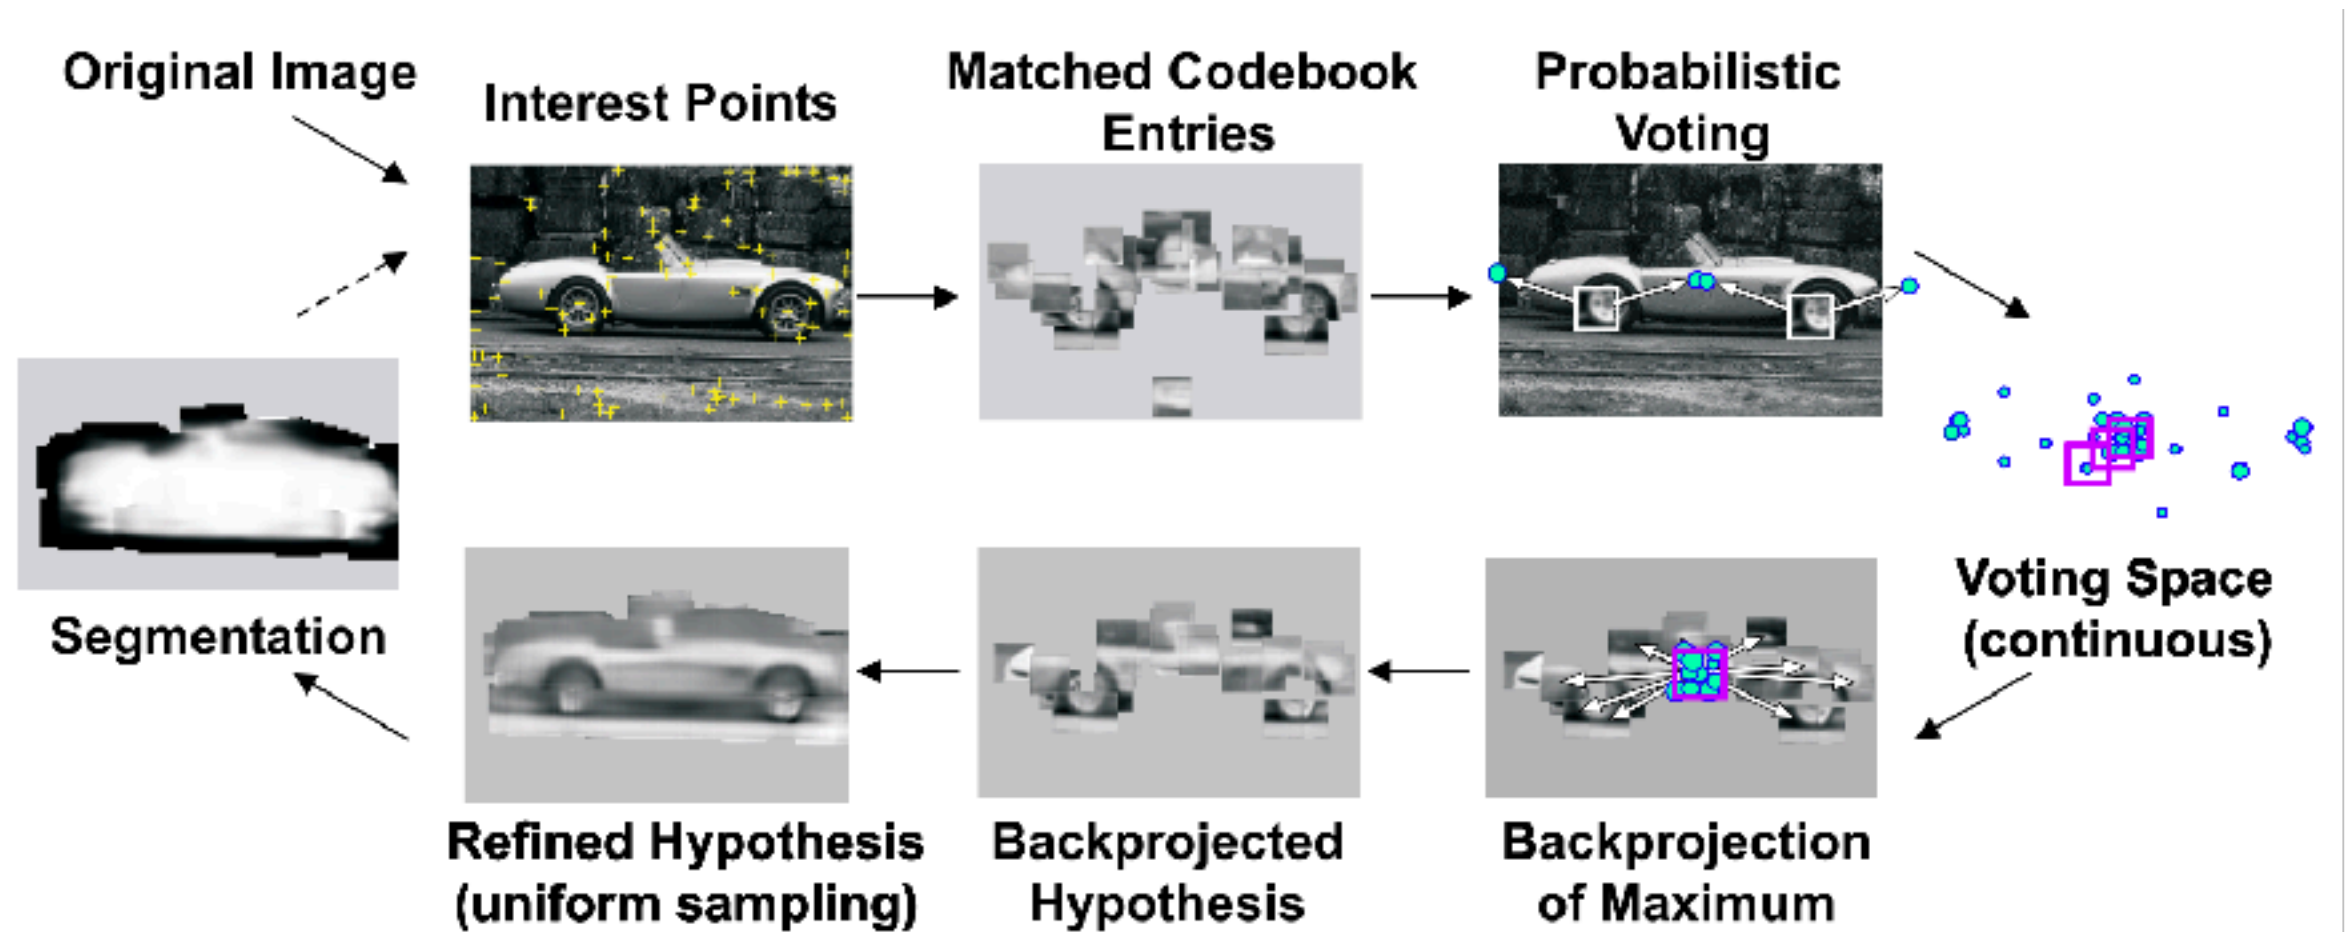 Original Image
Interest Points
Matched Codebook
Entries
Probabilistic
Voting
Voting Space
(continuous)
Segmentation
Refined Hypothesis
(uniform sampling)
Backprojected
Hypothesis
Backprojection
of Maximum